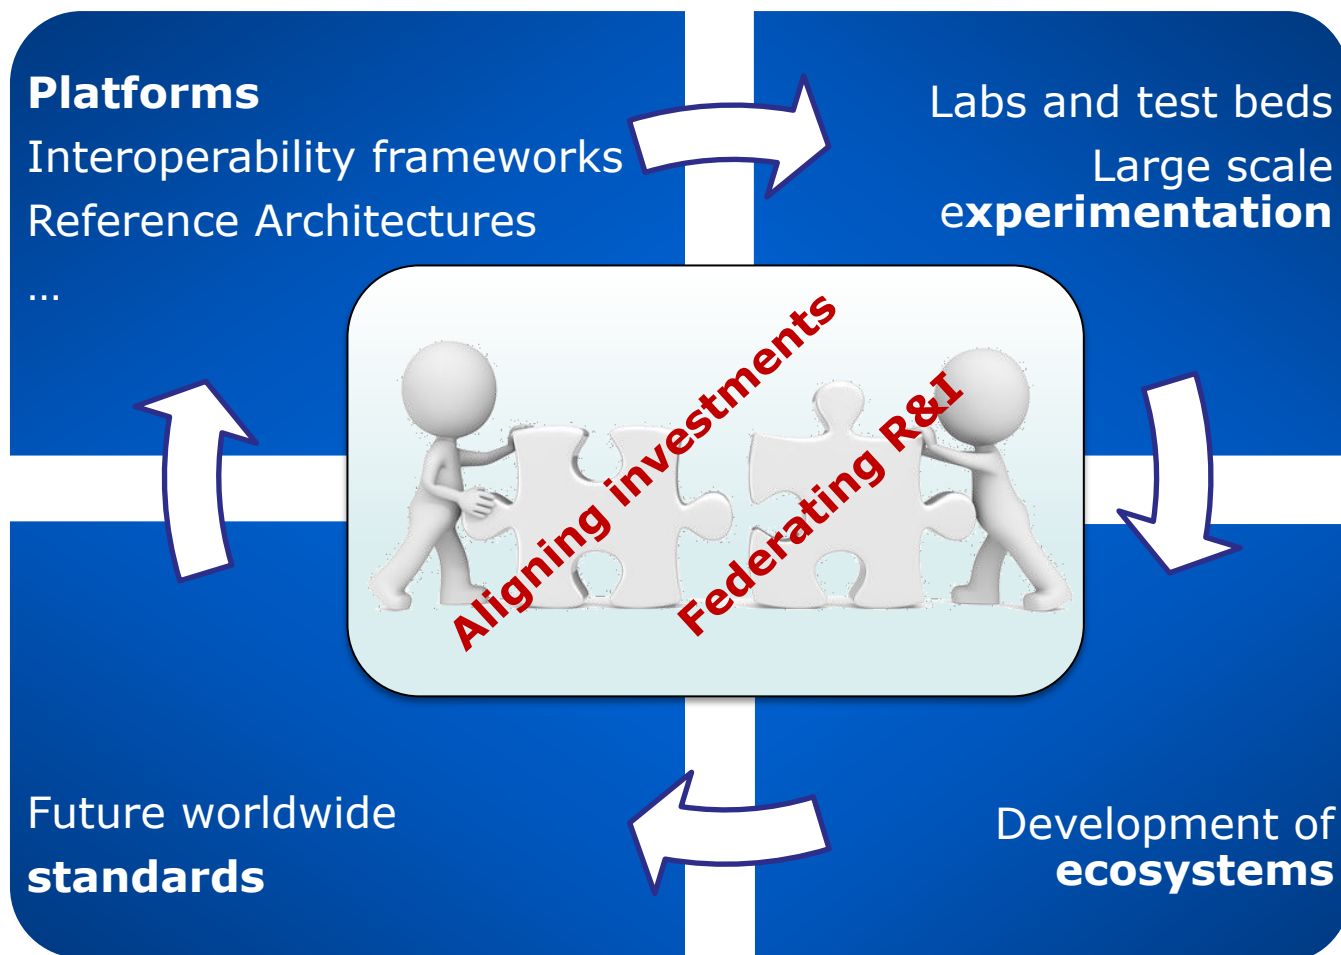 Platforms
Interoperability frameworks
Reference Architectures
…
Labs and test beds
Large scale
experimentation
Aligning investments
Federating R&I
Future worldwide
standards
Development of
ecosystems